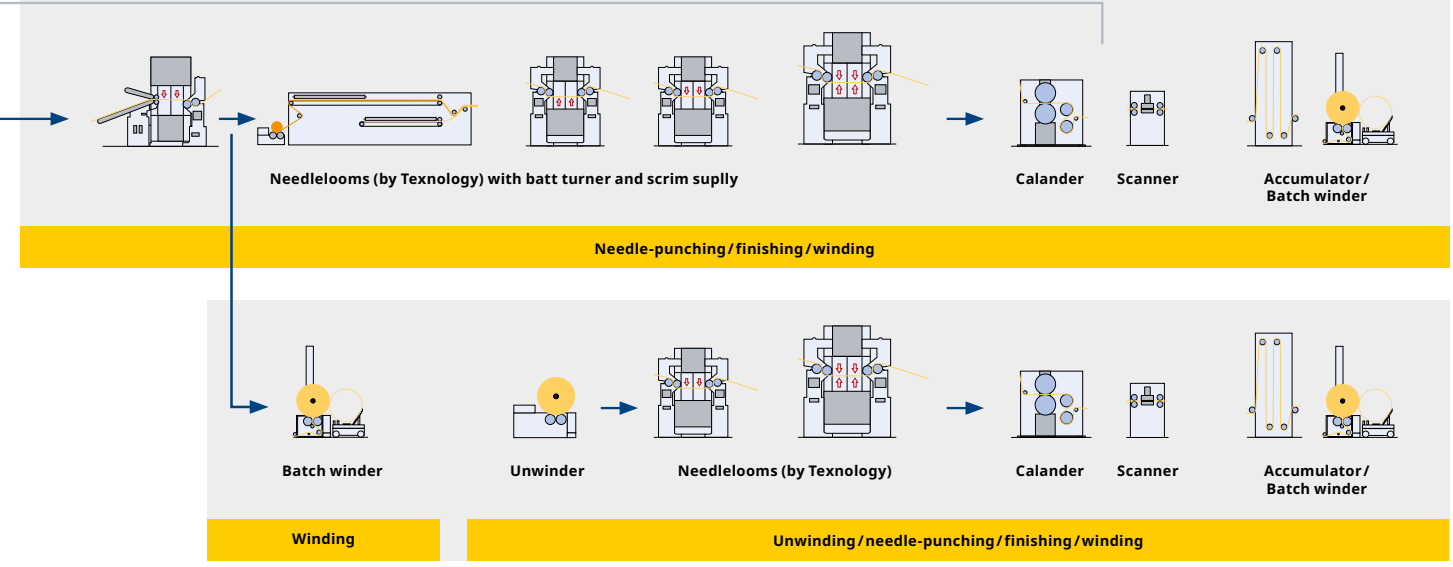 Needlelooms (by Texnology) with batt turner and scrim suplly
Calander
Scanner
Accumulator/
Batch winder
Needle-punching/finishing/winding
Batch winder
Unwinder
Needlelooms (by Texnology)
Calander
Scanner
Accumulator/
Batch winder
Winding
Unwinding/needle-punching/finishing/winding